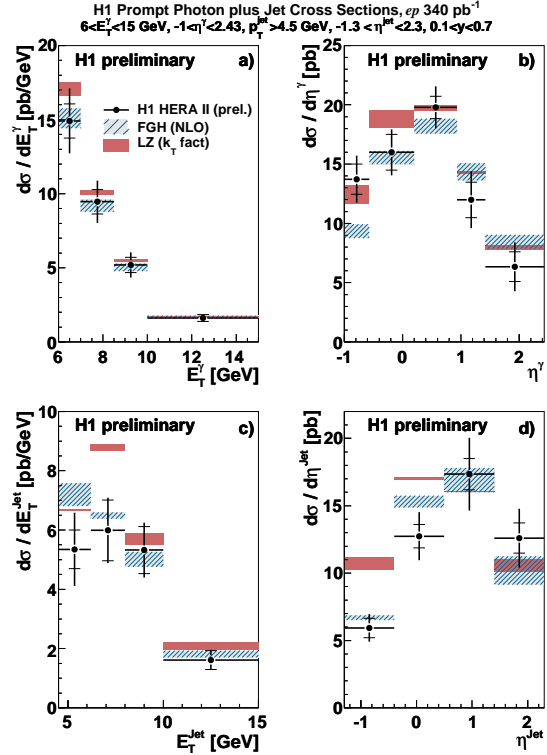 H1 Prompt Photon plus Jet Cross Sections, ep 340 pb⁻¹
6<E_T^γ<15 GeV, -1<η^γ<2.43, p_T^jet>4.5 GeV, -1.3 < η^jet<2.3, 0.1<y<0.7
H1 preliminary a)
H1 HERA II (prel.)
FGH (NLO)
LZ (k_T fact)
dσ / dE_T^γ [pb/GeV]
20
15
10
5
0
6 8 10 12 14
E_T^γ [GeV]
H1 preliminary b)
dσ / dη^γ [pb]
25
20
15
10
5
0
-1 0 1 2
η^γ
H1 preliminary
c)
dσ / dE_T^Jet [pb/GeV]
10
8
6
4
2
0
5 10 15
E_T^Jet [GeV]
H1 preliminary
d)
dσ / dη^Jet [pb]
20
15
10
5
0
-1 0 1 2
η^Jet